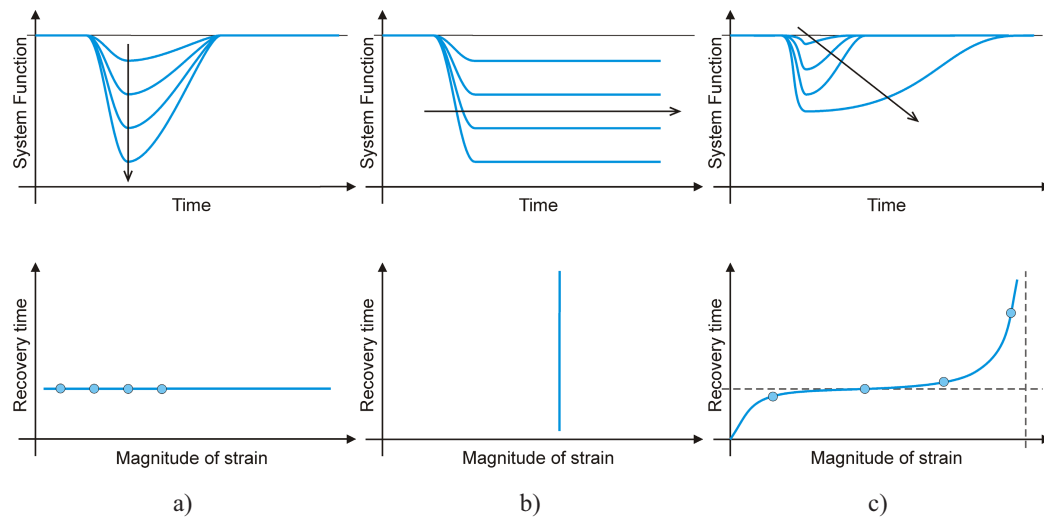 System Function
Time
System Function
Time
System Function
Time
Recovery time
Magnitude of strain
Recovery time
Magnitude of strain
Recovery time
Magnitude of strain
a)
b)
c)